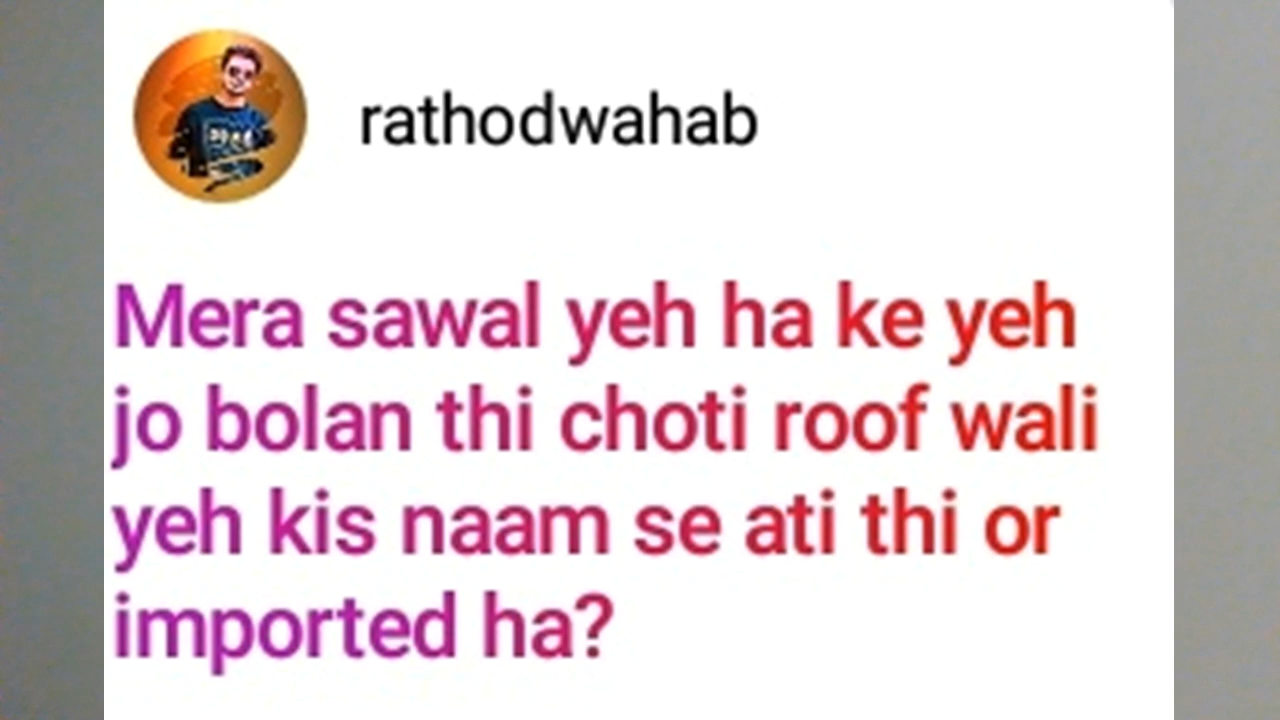 rathodwahab
Mera sawal yeh ha ke yeh
jo bolan thi choti roof wali
yeh kis naam se ati thi or
imported ha?